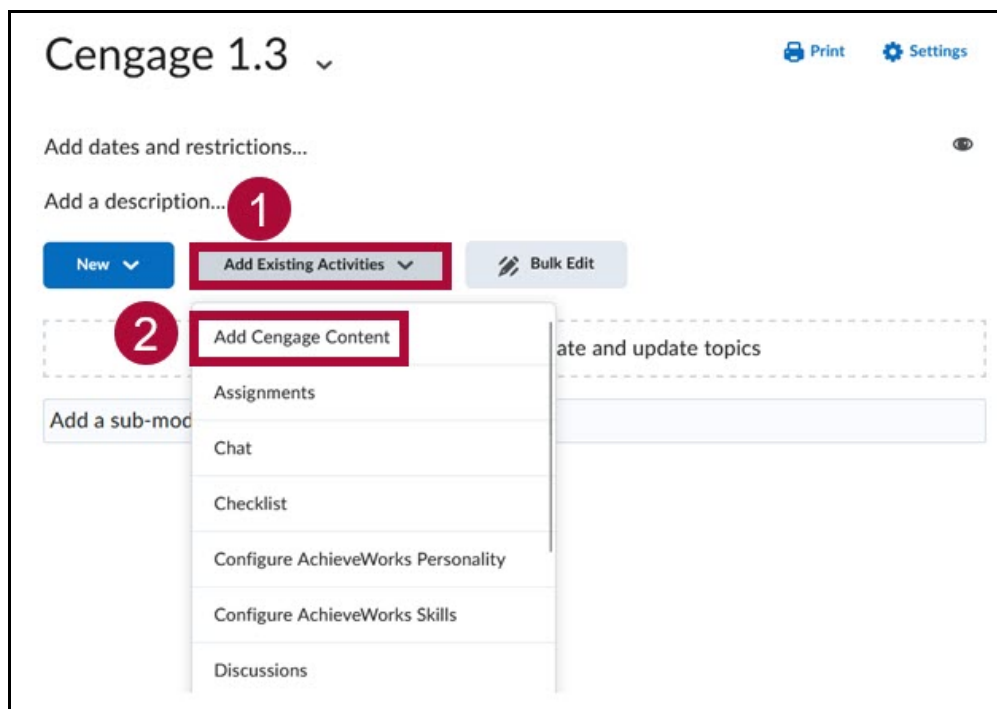 Cengage 1.3
Print
Settings
Add dates and restrictions...
Add a description...
1
New
Add Existing Activities
Bulk Edit
2
Add Cengage Content
ate and update topics
Assignments
Add a sub-mod
Chat
Checklist
Configure AchieveWorks Personality
Configure AchieveWorks Skills
Discussions